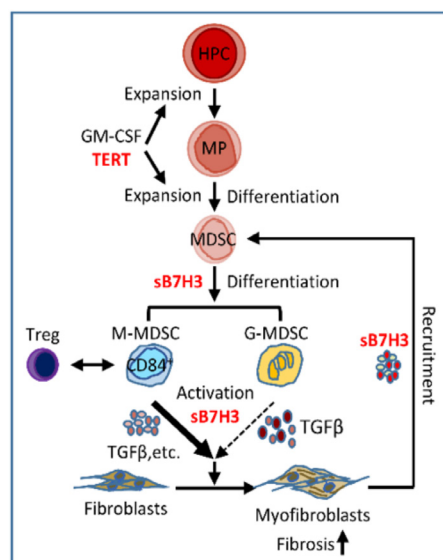 HPC
Expansion
GM-CSF
TERT
MP
Expansion
Differentiation
MDSC
sB7H3
Differentiation
Recruitment
sB7H3
Treg
M-MDSC
G-MDSC
CD84+
Activation
sB7H3
TGFβ,etc.
TGFβ
Fibroblasts
Myofibroblasts
Fibrosis